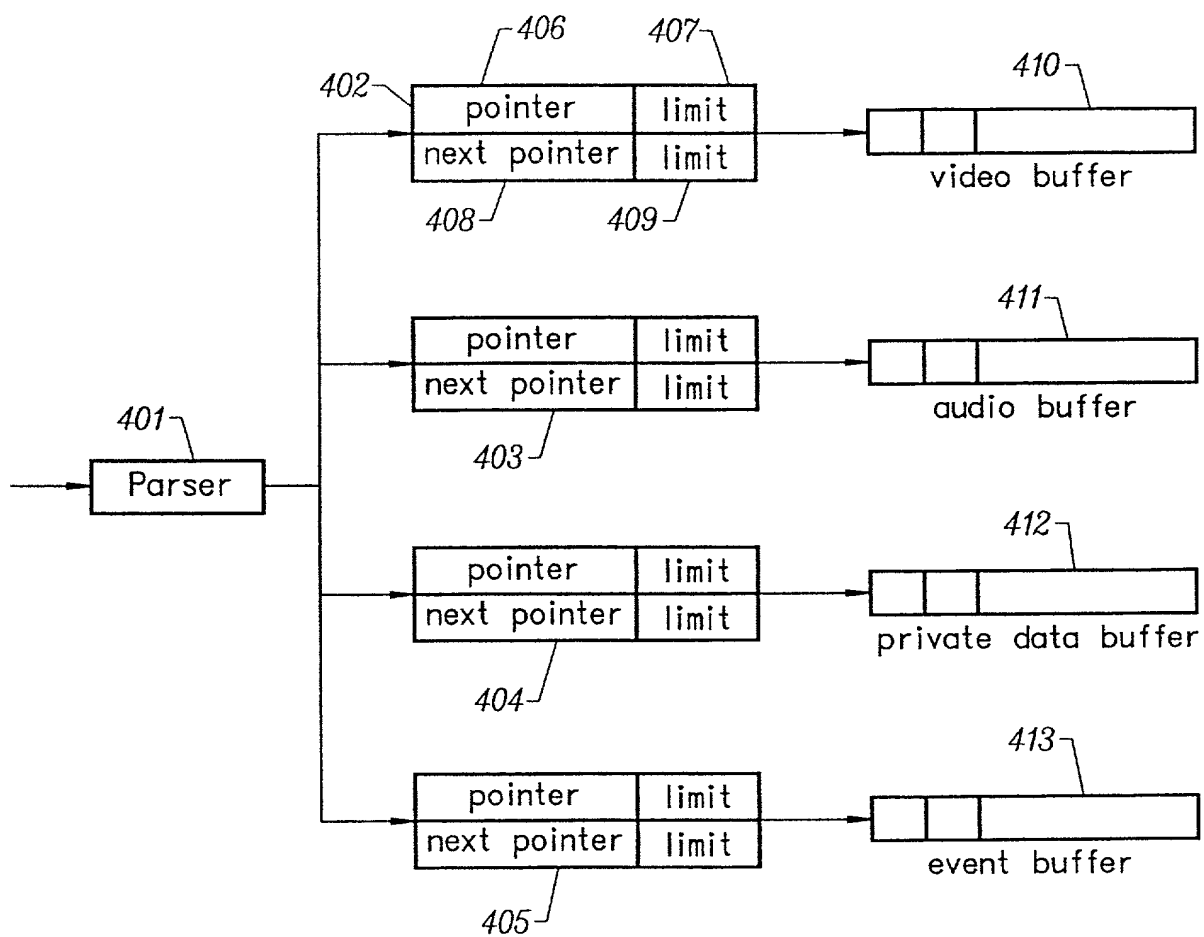 406 407
402 410
pointer limit
next pointer limit
video buffer
408 409
411
pointer limit
next pointer limit
audio buffer
401 403
Parser
412
pointer limit
next pointer limit
private data buffer
404
413
pointer limit
next pointer limit
event buffer
405